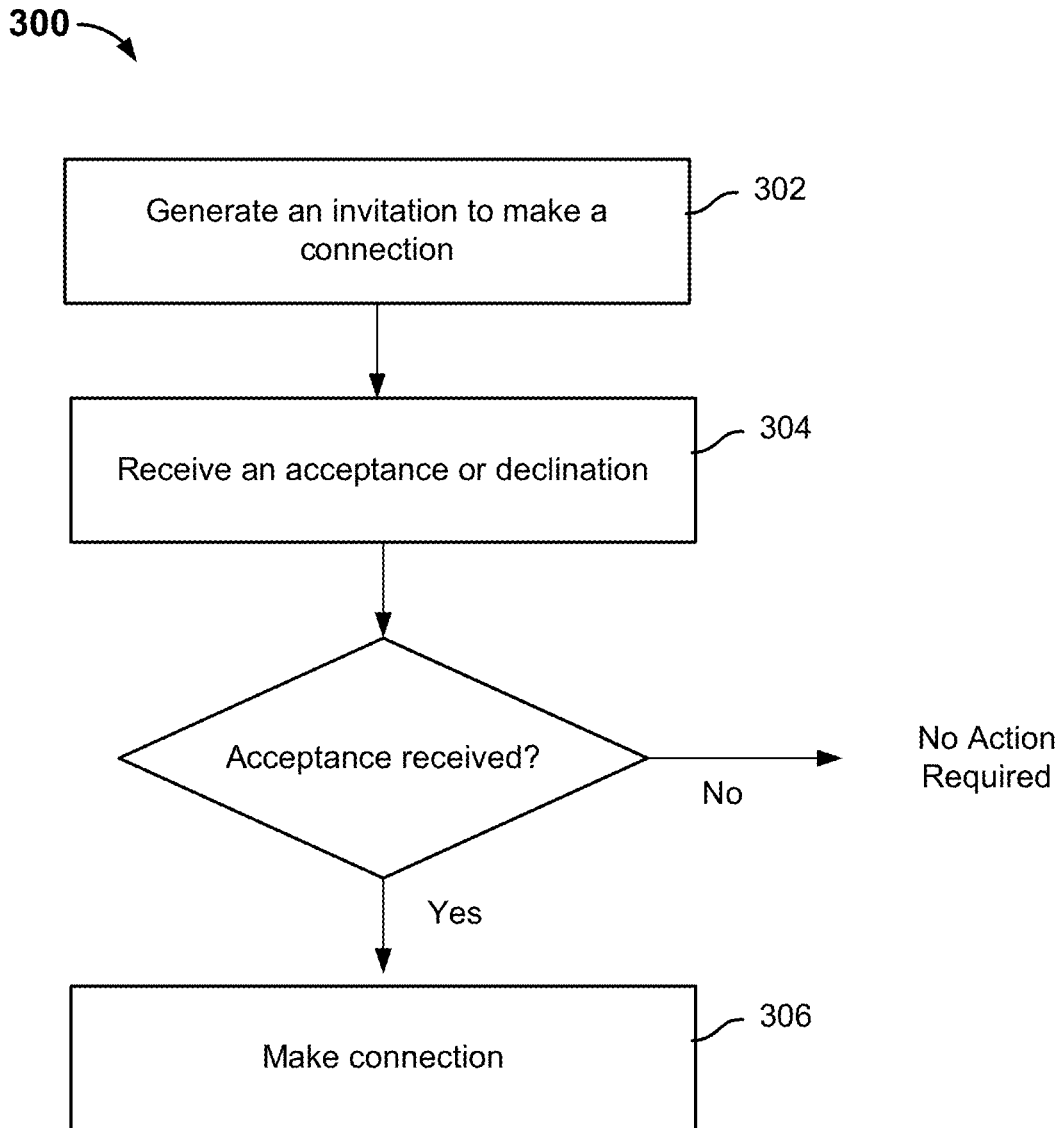 300
302
Generate an invitation to make a
connection
304
Receive an acceptance or declination
Acceptance received?
No Action
Required
No
Yes
306
Make connection